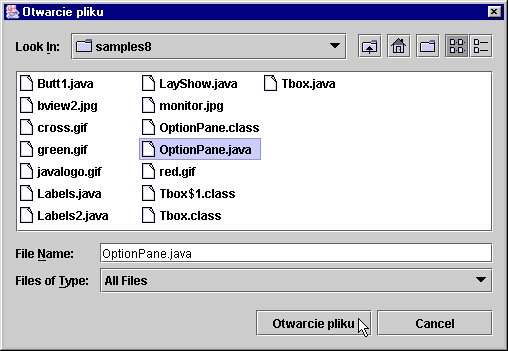 Otwarcie pliku
Look In: samples8
Butt1.java LayShow.java Tbox.java
bview2.jpg monitor.jpg
cross.gif OptionPane.class
green.gif OptionPane.java
javalogo.gif red.gif
Labels.java Tbox$1.class
Labels2.java Tbox.class
File Name: OptionPane.java
Files of Type: All Files
Otwarcie pliku Cancel